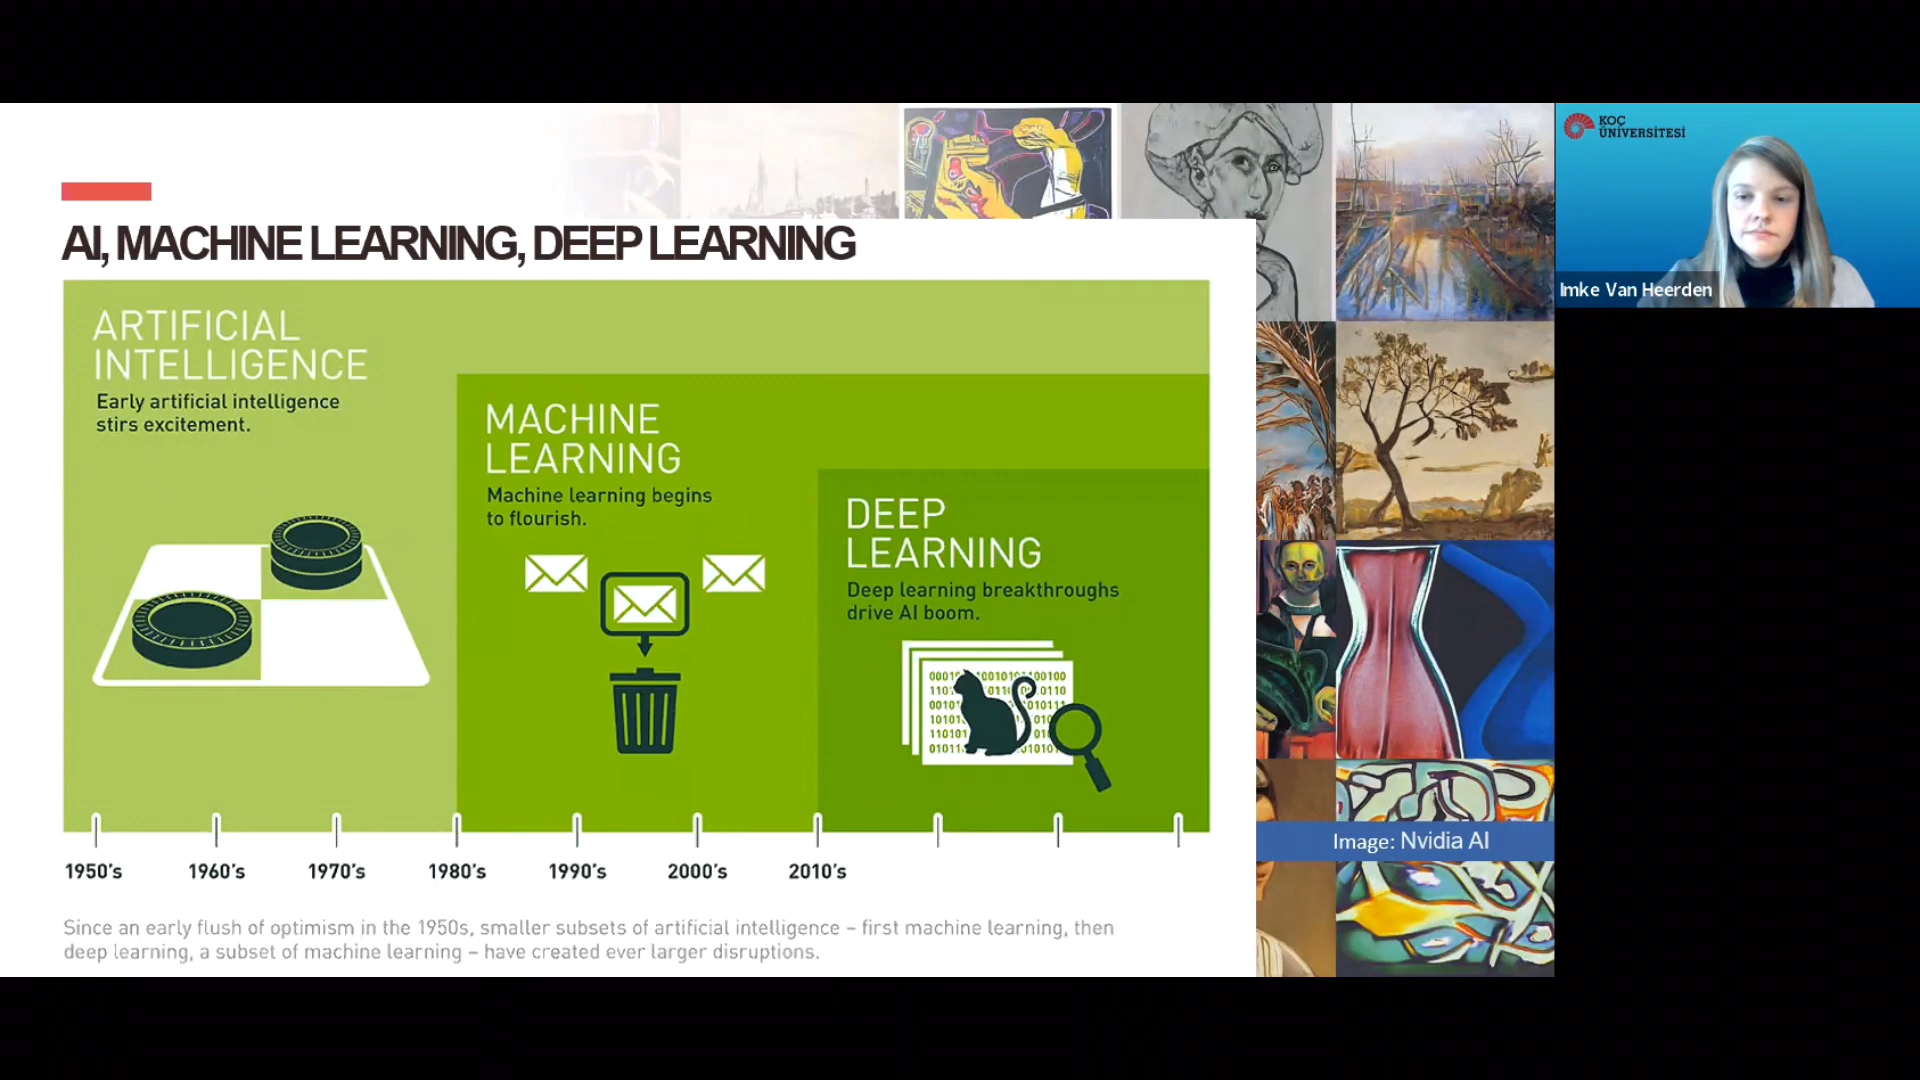 AI, MACHINE LEARNING, DEEP LEARNING
ARTIFICIAL
INTELLIGENCE
Early artificial intelligence
stirs excitement.
MACHINE
LEARNING
Machine learning begins
to flourish.
DEEP
LEARNING
Deep learning breakthroughs
drive AI boom.
1950's 1960's 1970's 1980's 1990's 2000's 2010's
Since an early flush of optimism in the 1950s, smaller subsets of artificial intelligence – first machine learning, then
deep learning, a subset of machine learning – have created ever larger disruptions.
Image: Nvidia AI
KOÇ
ÜNİVERSİTESİ
Imke Van Heerden